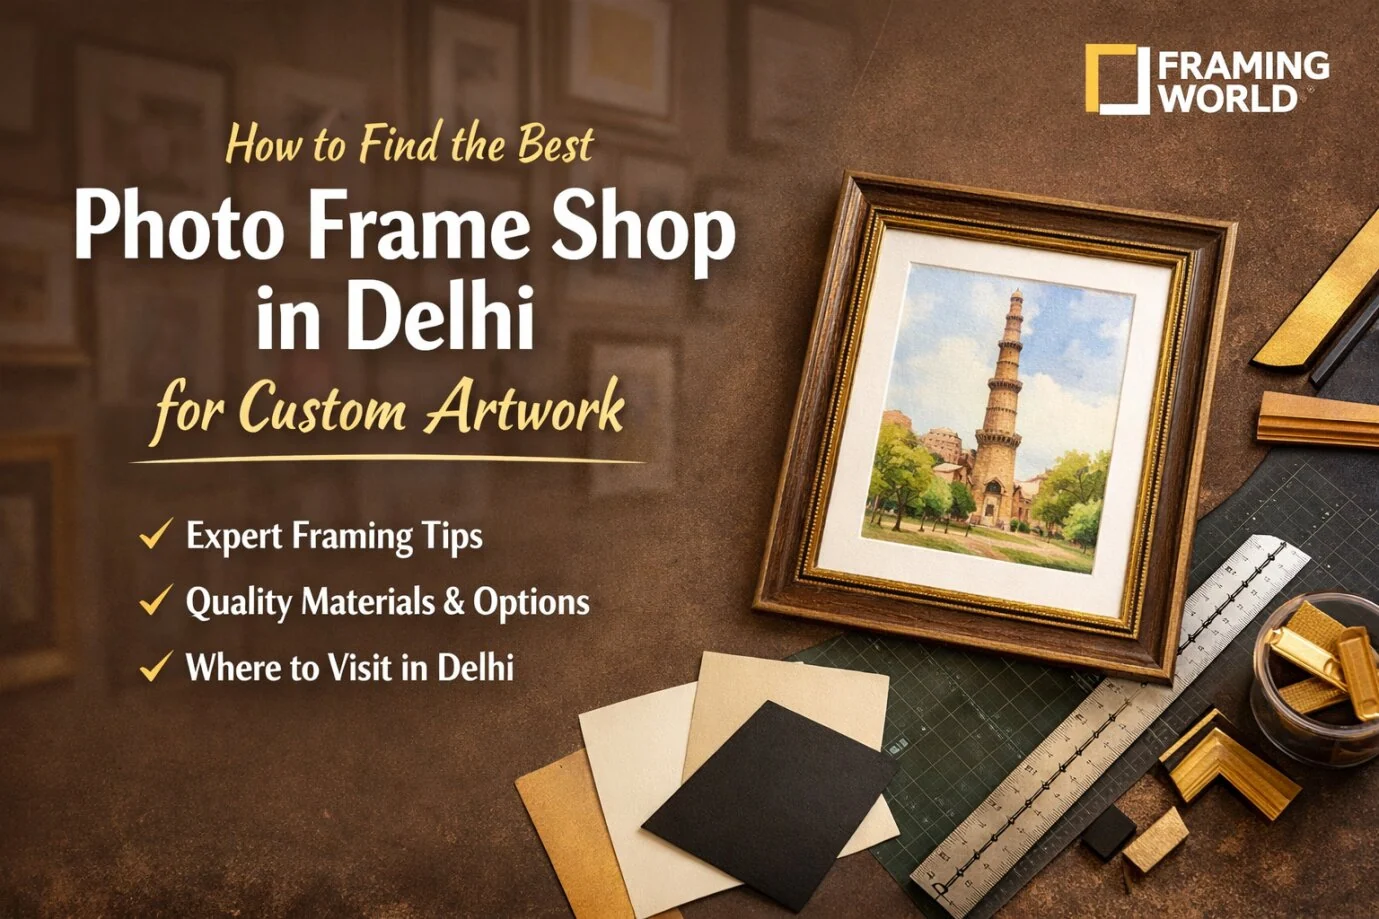 FRAMING
WORLD
How to Find the Best
Photo Frame Shop
in Delhi
for Custom Artwork
✓ Expert Framing Tips
✓ Quality Materials & Options
✓ Where to Visit in Delhi